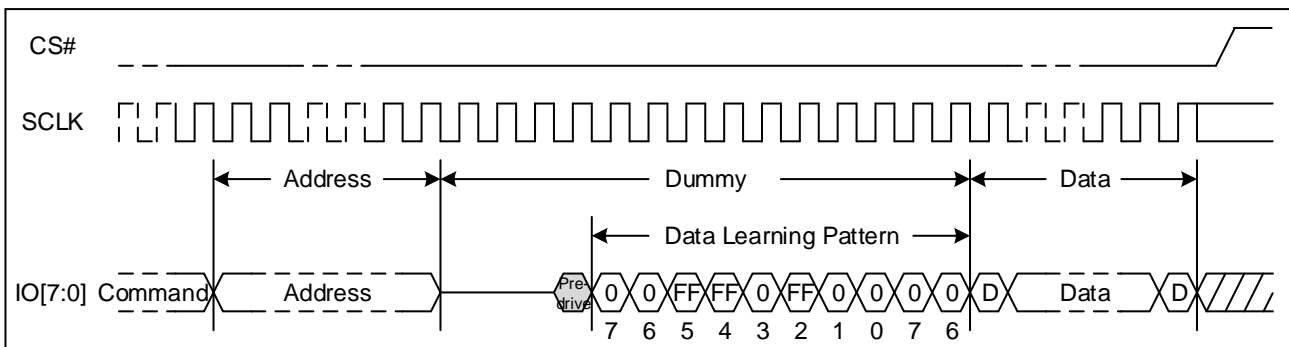 CS#
SCLK
Address Dummy Data
Data Learning Pattern
IO[7:0] Command Address Pre-drive 0 0 FF FF 0 FF 0 0 0 0 D Data D
7 6 5 4 3 2 1 0 7 6